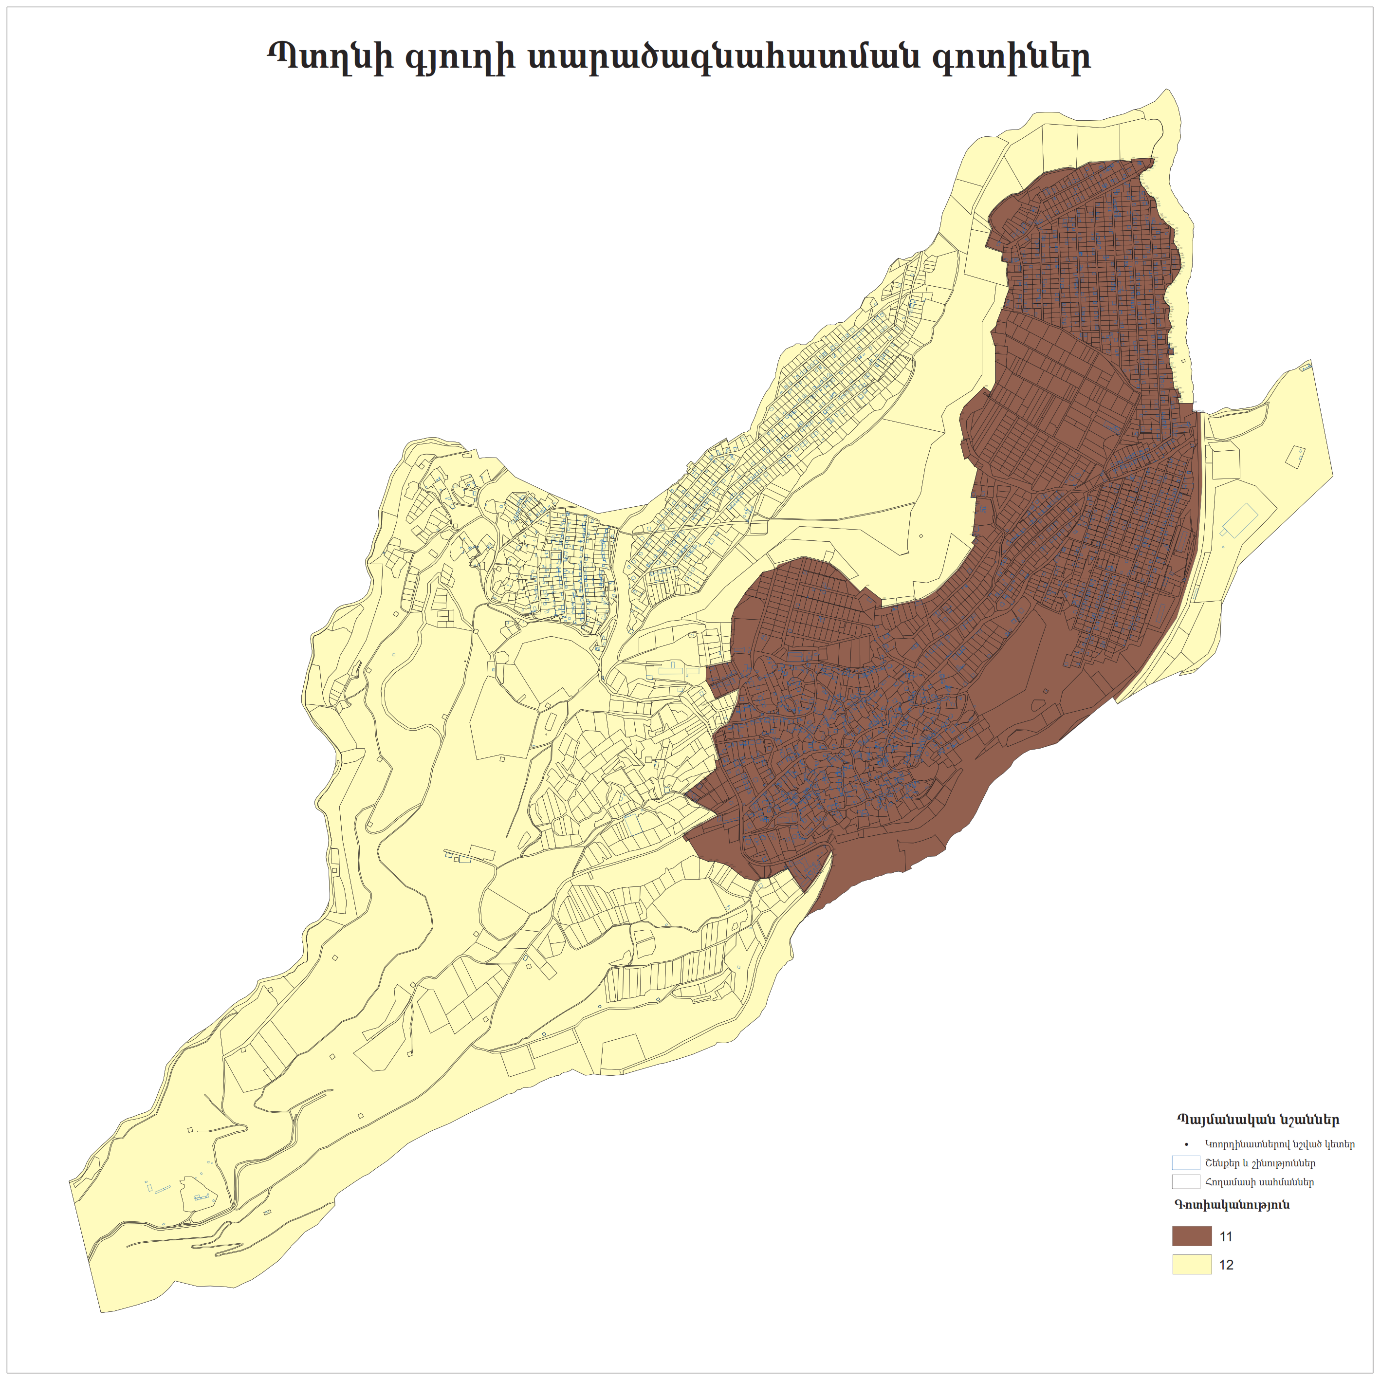 Պտղնի գյուղի տարածագնահատման գոտիներ
Պայմանական նշաններ
Կոորդինատներով նշված կետեր
Շենքեր և շինություններ
Հողամասի սահմաններ
Գոտիականություն
11
12